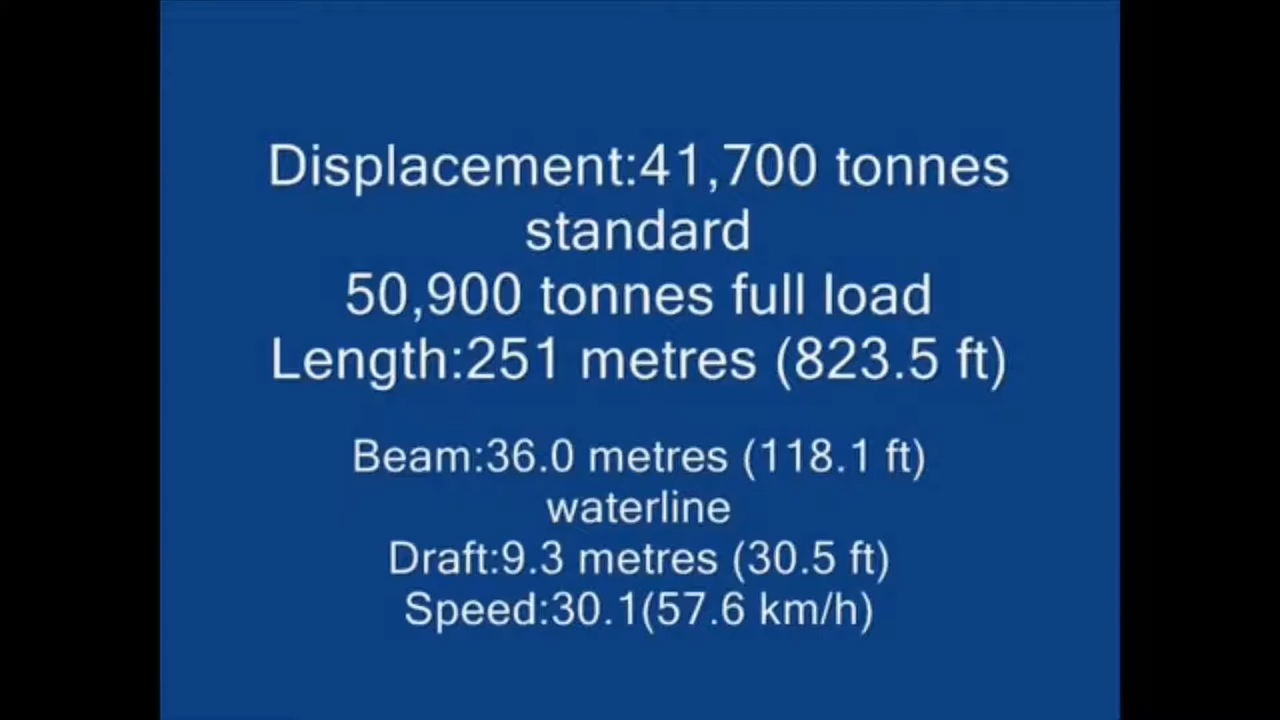 Displacement:41,700 tonnes
standard
50,900 tonnes full load
Length:251 metres (823.5 ft)
Beam:36.0 metres (118.1 ft)
waterline
Draft:9.3 metres (30.5 ft)
Speed:30.1(57.6 km/h)